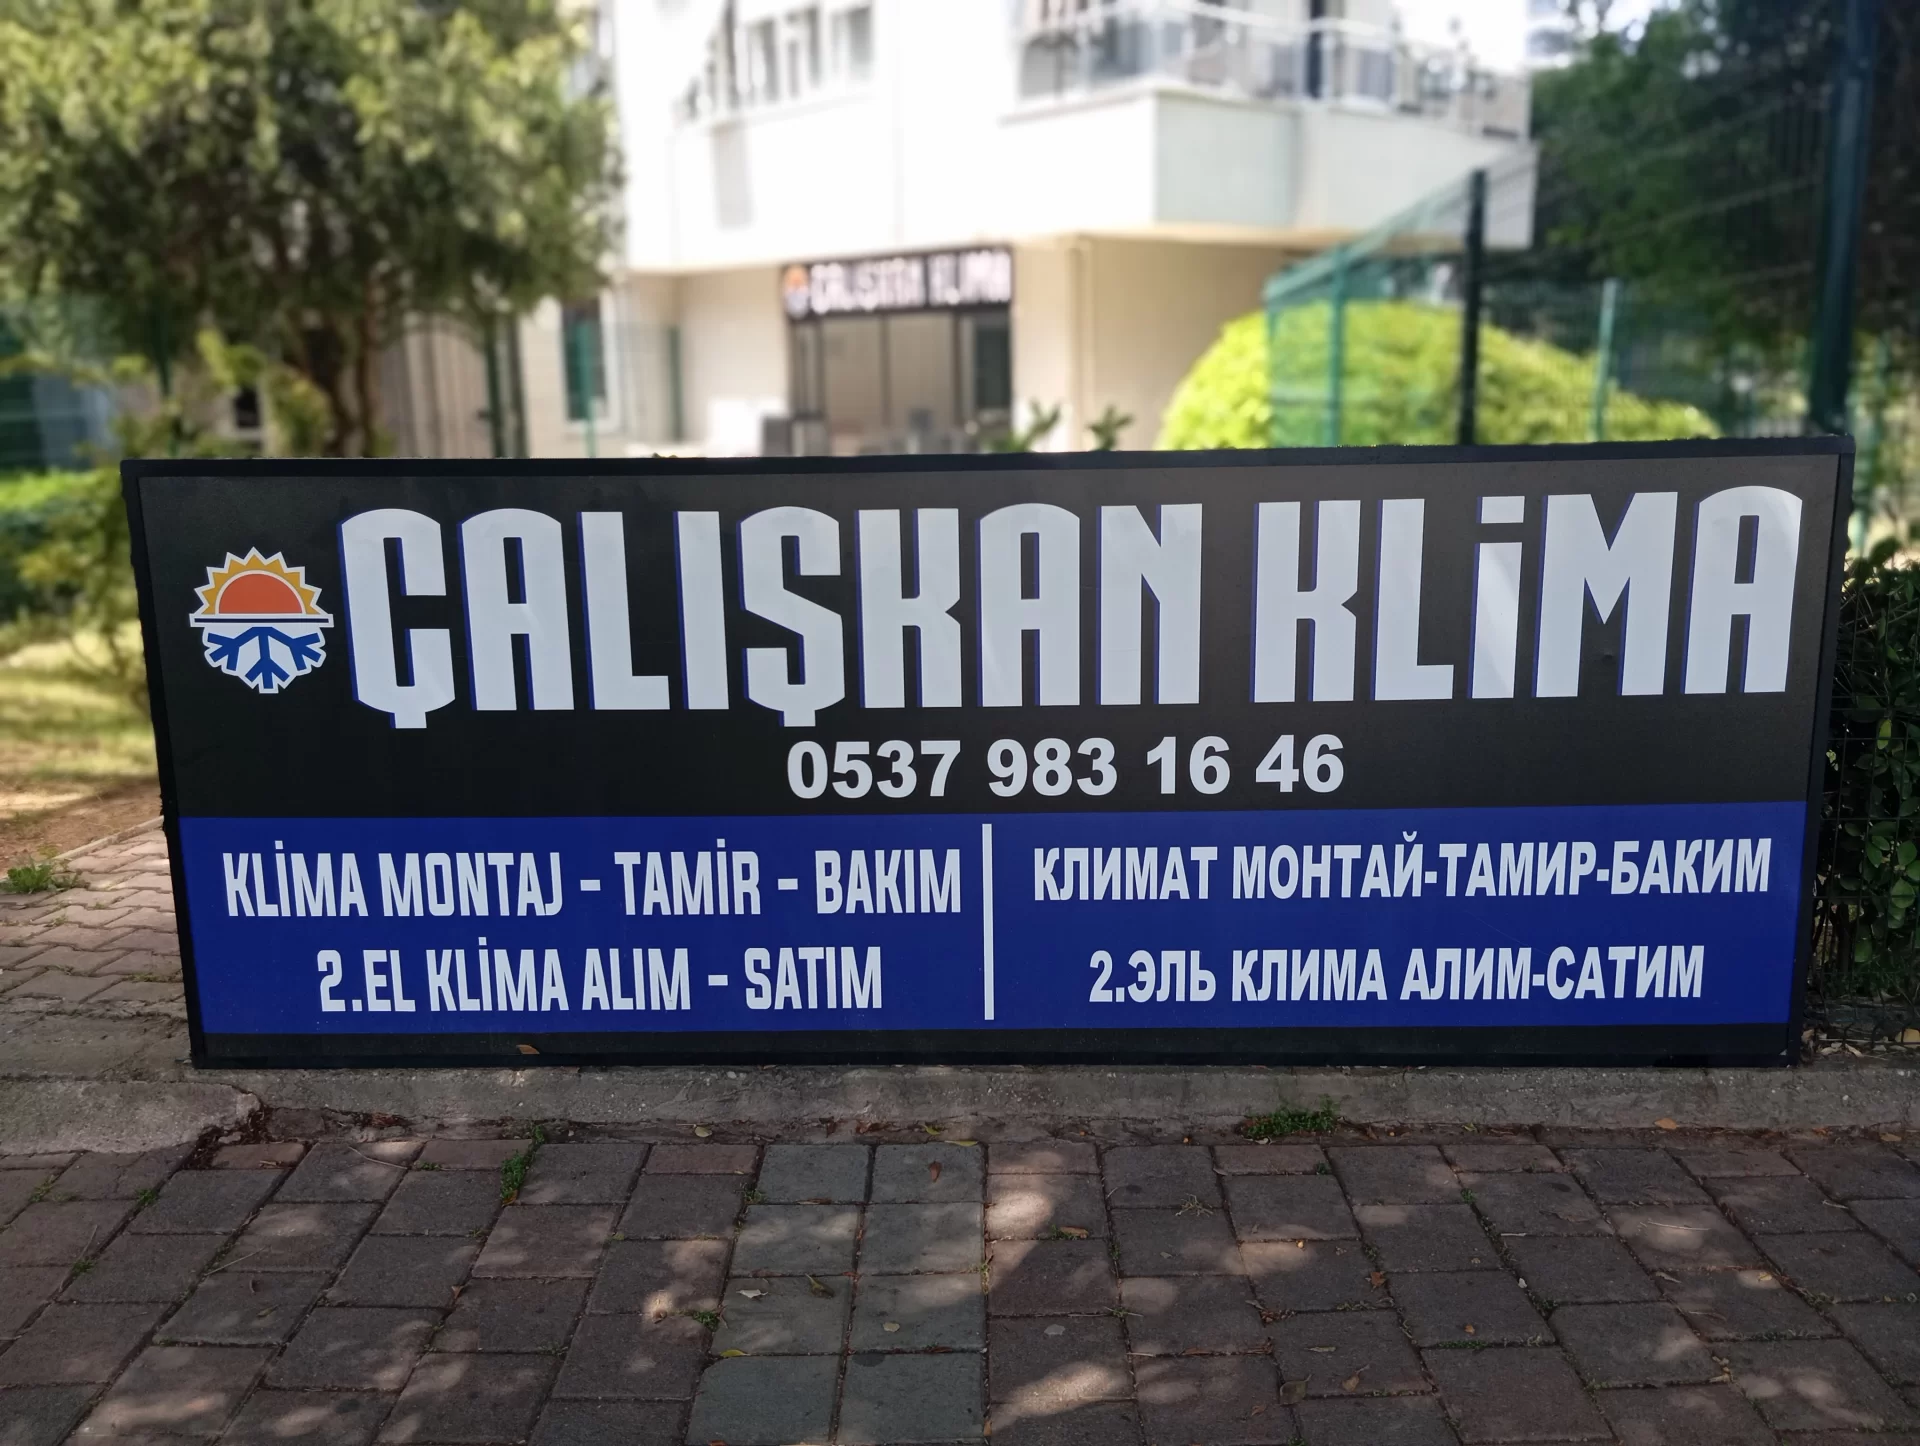 ÇALIŞKAN KLİMA
ÇALIŞKAN KLİMA
0537 983 16 46
KLİMA MONTAJ - TAMİR - BAKIM
2.EL KLİMA ALIM - SATIM
КЛИМАТ МОНТАЙ-ТАМИР-БАКИМ
2.ЭЛЬ КЛИМА АЛИМ-САТИМ